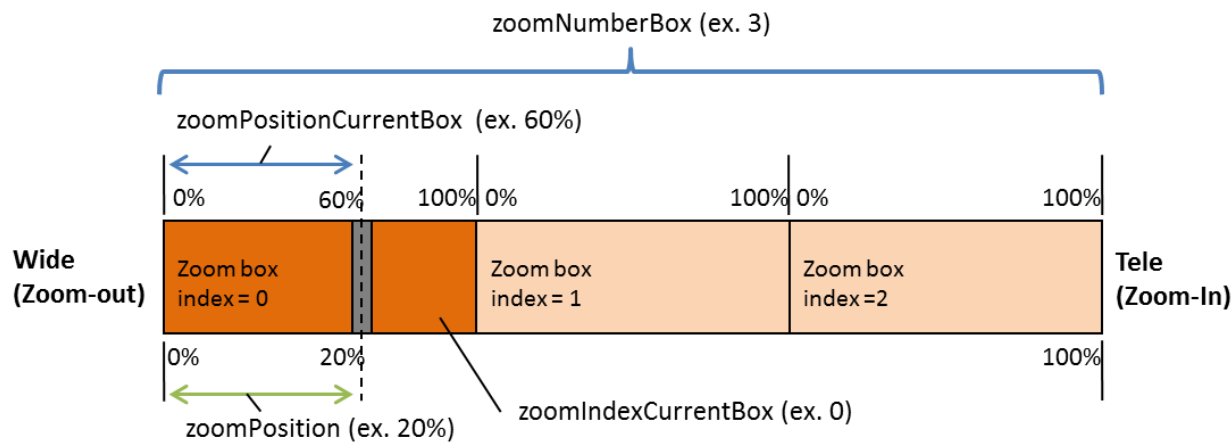 zoomNumberBox (ex. 3)
zoomPositionCurrentBox (ex. 60%)
0% 60% 100% 0% 100% 0% 100%
Wide
(Zoom-out)
Zoom box
index = 0
Zoom box
index = 1
Zoom box
index =2
Tele
(Zoom-In)
0% 20% 100%
zoomPosition (ex. 20%)
zoomIndexCurrentBox (ex. 0)